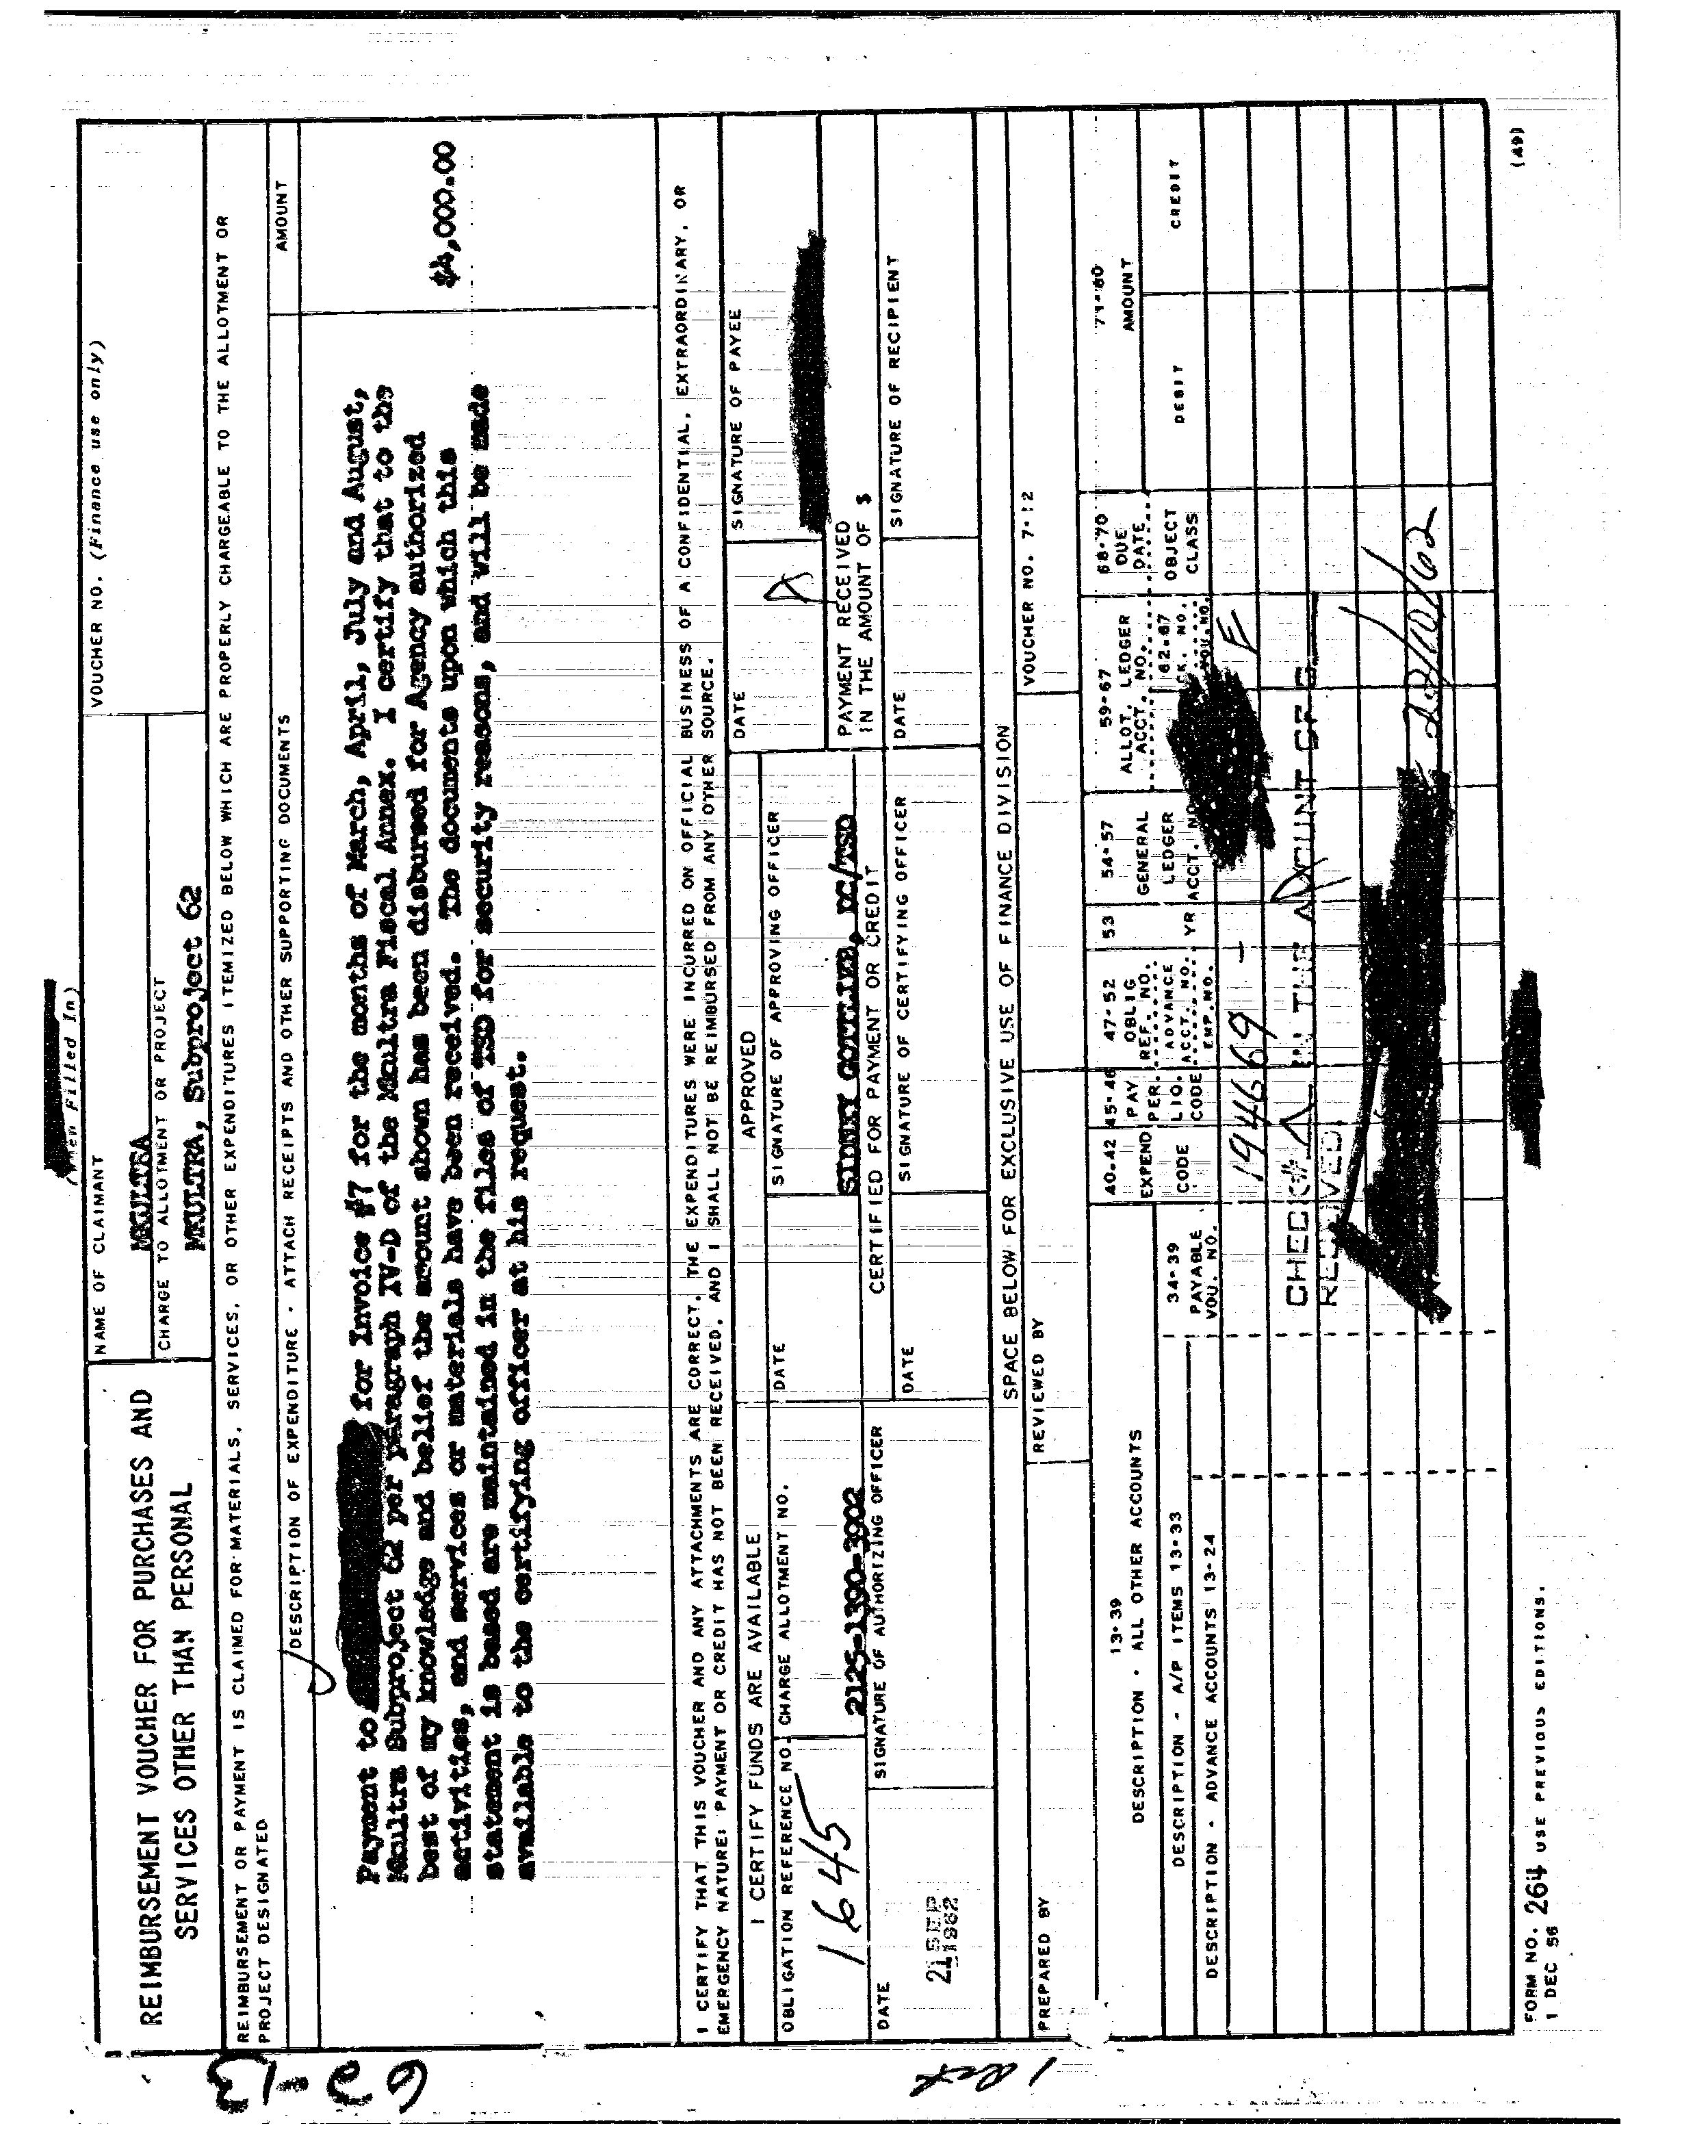 (When Filled In)
REIMBURSEMENT VOUCHER FOR PURCHASES AND
SERVICES OTHER THAN PERSONAL
NAME OF CLAIMANT
MKULTRA
VOUCHER NO. (Finance use only)
CHARGE TO ALLOTMENT OR PROJECT
MKULTRA, Subproject 62
REIMBURSEMENT OR PAYMENT IS CLAIMED FOR MATERIALS, SERVICES, OR OTHER EXPENDITURES ITEMIZED BELOW WHICH ARE PROPERLY CHARGEABLE TO THE ALLOTMENT OR
PROJECT DESIGNATED
DESCRIPTION OF EXPENDITURE - ATTACH RECEIPTS AND OTHER SUPPORTING DOCUMENTS
AMOUNT
Payment to for Invoice #7 for the months of March, April, July and August,
Mkultra Subproject 62 per paragraph IV-D of the Mkultra Fiscal Annex. I certify that to the
best of my knowledge and belief the amount shown has been disbursed for Agency authorized
activities, and services or materials have been received. The documents upon which this
statement is based are maintained in the files of TSD for security reasons, and will be made
available to the certifying officer at his request.
$4,000.00
I CERTIFY THAT THIS VOUCHER AND ANY ATTACHMENTS ARE CORRECT, THE EXPENDITURES WERE INCURRED ON OFFICIAL BUSINESS OF A CONFIDENTIAL, EXTRAORDINARY, OR
EMERGENCY NATURE; PAYMENT OR CREDIT HAS NOT BEEN RECEIVED, AND I SHALL NOT BE REIMBURSED FROM ANY OTHER SOURCE.
I CERTIFY FUNDS ARE AVAILABLE
APPROVED
DATE
SIGNATURE OF PAYEE
OBLIGATION REFERENCE NO.
1645
CHARGE ALLOTMENT NO.
2125-1390-3902
DATE
SIGNATURE OF APPROVING OFFICER
SIDNEY GOTTLIEB, DC/TSD
PAYMENT RECEIVED
IN THE AMOUNT OF $
DATE
21 SEP 1962
SIGNATURE OF AUTHORIZING OFFICER
CERTIFIED FOR PAYMENT OR CREDIT
DATE
SIGNATURE OF CERTIFYING OFFICER
DATE
SIGNATURE OF RECIPIENT
SPACE BELOW FOR EXCLUSIVE USE OF FINANCE DIVISION
PREPARED BY
REVIEWED BY
VOUCHER NO. 7-12
13-39
DESCRIPTION - ALL OTHER ACCOUNTS
DESCRIPTION - A/P ITEMS 13-33
DESCRIPTION - ADVANCE ACCOUNTS 13-24
34-39
PAYABLE
VOU. NO.
40-42
EXPEND
CODE
45-46
PAY
PER.
LIQ.
CODE
47-52
OBLIG
REF. NO.
ADVANCE
ACCT. NO.
EMP. NO.
53
YR
54-57
GENERAL
LEDGER
ACCT. NO.
59-67
ALLOT. LEDGER
ACCT. NO.
62-67
CK. NO.
VOU. NO.
68-70
DUE
DATE
OBJECT
CLASS
71-80
AMOUNT
DEBIT
CREDIT
194669 -
CHECK# IN THE AMOUNT OF
RECEIVED:
FORM NO. 264 USE PREVIOUS EDITIONS.
1 DEC 56
(49)
62-13